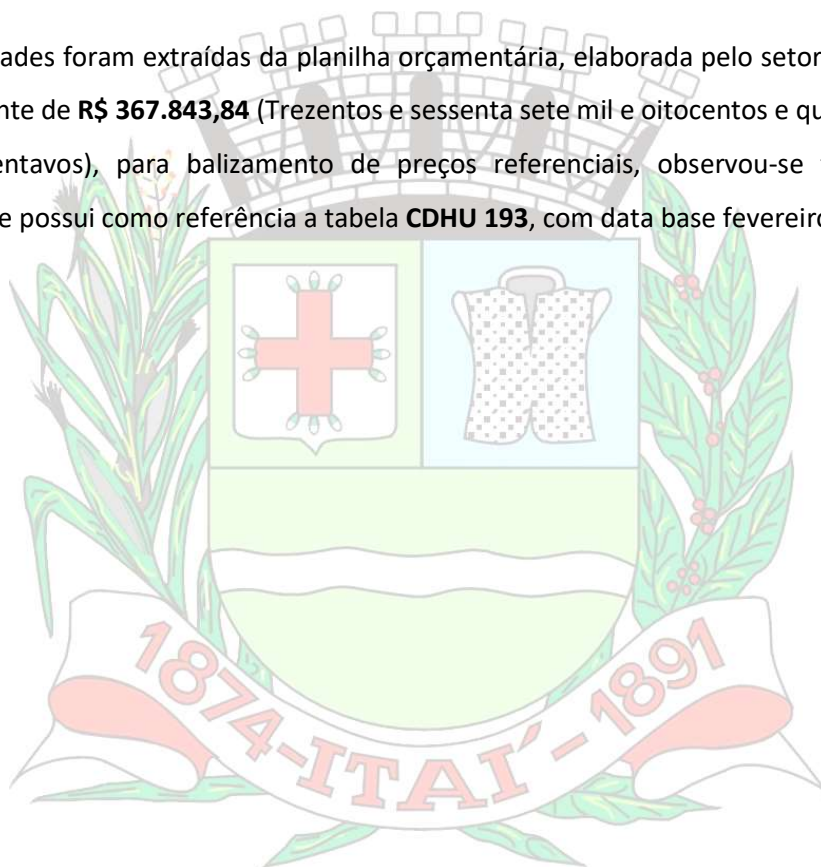 ades foram extraídas da planilha orçamentária, elaborada pelo setor
nte de R$ 367.843,84 (Trezentos e sessenta sete mil e oitocentos e qu
entavos), para balizamento de preços referenciais, observou-se
e possui como referência a tabela CDHU 193, com data base fevereiro
1874-ITAÍ-1891